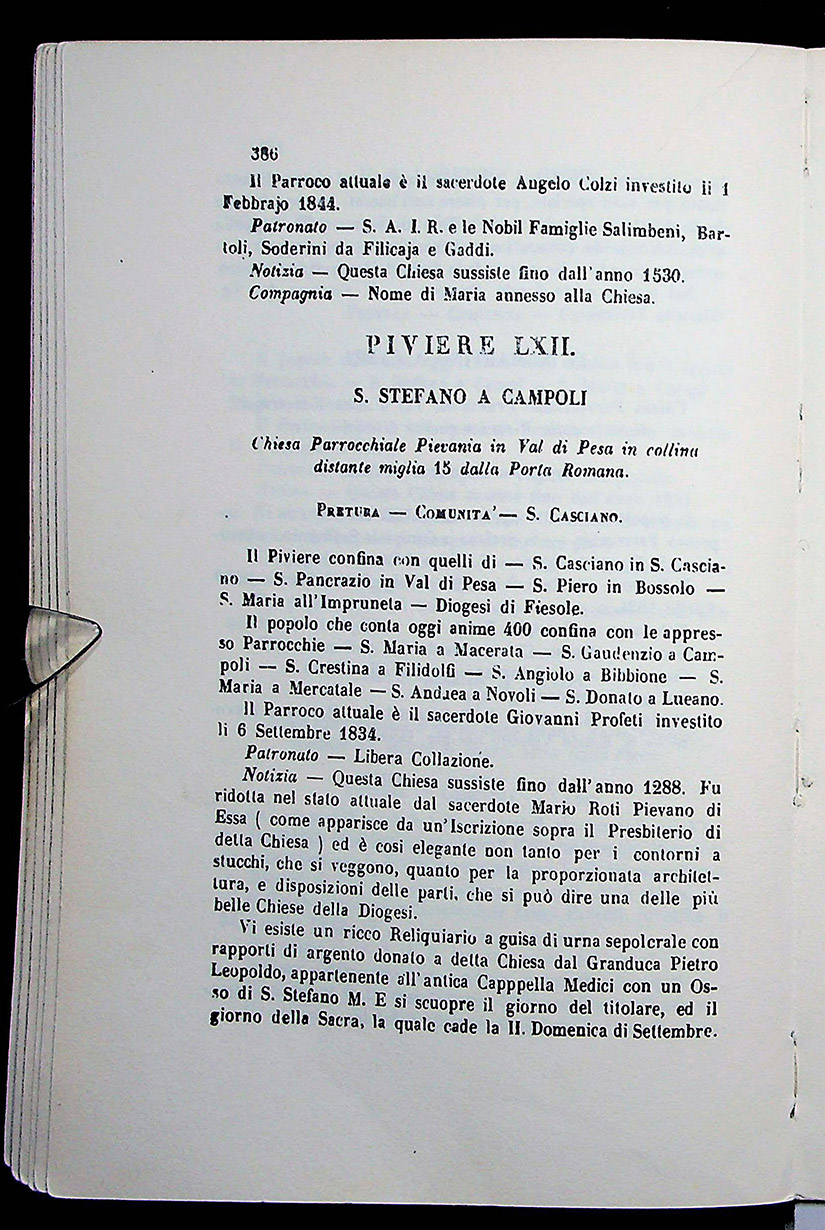 386
Il Parroco attuale è il sacerdote Angelo Colzi investito li 1
Febbrajo 1844.
Patronato — S. A. I. R. e le Nobil Famiglie Salimbeni, Bar-
toli, Soderini da Filicaja e Gaddi.
Notizia — Questa Chiesa sussiste fino dall'anno 1530.
Compagnia — Nome di Maria annesso alla Chiesa.
PIVIERE LXII.
S. STEFANO A CAMPOLI
Chiesa Parrocchiale Pievania in Val di Pesa in collina
distante miglia 15 dalla Porta Romana.
PRETURA — COMUNITA' — S. CASCIANO.
Il Piviere confina con quelli di — S. Casciano in S. Cascia-
no — S. Pancrazio in Val di Pesa — S. Piero in Bossolo —
S. Maria all'Impruneta — Diogesi di Fiesole.
Il popolo che conta oggi anime 400 confina con le appres-
so Parrocchie — S. Maria a Macerata — S. Gaudenzio a Cam-
poli — S. Crestina a Filidolfi — S. Angiolo a Bibbione — S.
Maria a Mercatale — S. Andrea a Novoli — S. Donato a Lueano.
Il Parroco attuale è il sacerdote Giovanni Profeti investito
li 6 Settembre 1834.
Patronato — Libera Collazione.
Notizia — Questa Chiesa sussiste fino dall'anno 1288. Fu
ridotta nel stato attuale dal sacerdote Mario Roti Pievano di
Essa ( come apparisce da un'Iscrizione sopra il Presbiterio di
detta Chiesa ) ed è cosi elegante non tanto per i contorni a
stucchi, che si veggono, quanto per la proporzionata architet-
tura, e disposizioni delle parti, che si può dire una delle più
belle Chiese della Diogesi.
Vi esiste un ricco Reliquiario a guisa di urna sepolcrale con
rapporti di argento donato a detta Chiesa dal Granduca Pietro
Leopoldo, appartenente all'antica Capppella Medici con un Os-
so di S. Stefano M. E si scuopre il giorno del titolare, ed il
giorno della Sacra, la quale cade la II. Domenica di Settembre.